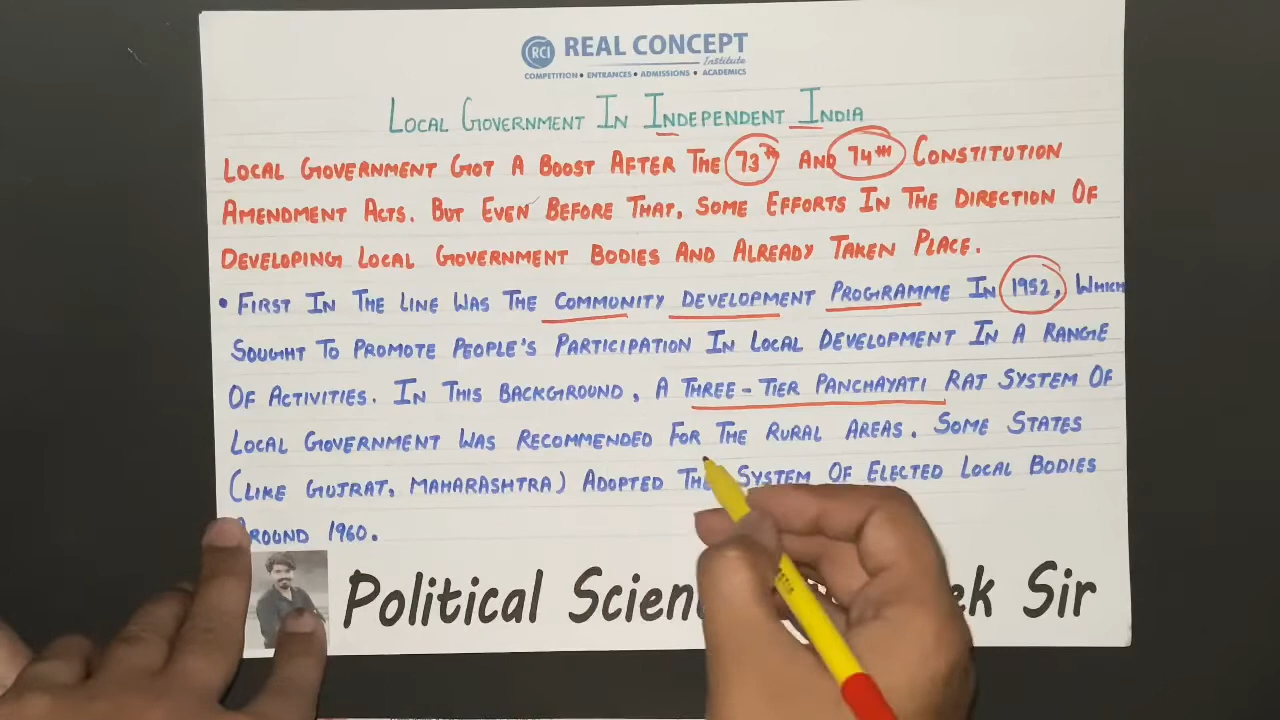 RCI REAL CONCEPT
Institute
COMPETITION • ENTRANCES • ADMISSIONS • ACADEMICS
LOCAL GOVERNMENT IN INDEPENDENT INDIA
LOCAL GOVERNMENT GOT A BOOST AFTER THE 73rd AND 74TH CONSTITUTION
AMENDMENT ACTS. BUT EVEN BEFORE THAT, SOME EFFORTS IN THE DIRECTION OF
DEVELOPING LOCAL GOVERNMENT BODIES AND ALREADY TAKEN PLACE.
• FIRST IN THE LINE WAS THE COMMUNITY DEVELOPMENT PROGRAMME IN 1952, WHICH
SOUGHT TO PROMOTE PEOPLE'S PARTICIPATION IN LOCAL DEVELOPMENT IN A RANGE
OF ACTIVITIES. IN THIS BACKGROUND, A THREE-TIER PANCHAYATI RAJ SYSTEM OF
LOCAL GOVERNMENT WAS RECOMMENDED FOR THE RURAL AREAS. SOME STATES
(LIKE GUJRAT, MAHARASHTRA) ADOPTED THE SYSTEM OF ELECTED LOCAL BODIES
AROUND 1960.
Political Sir